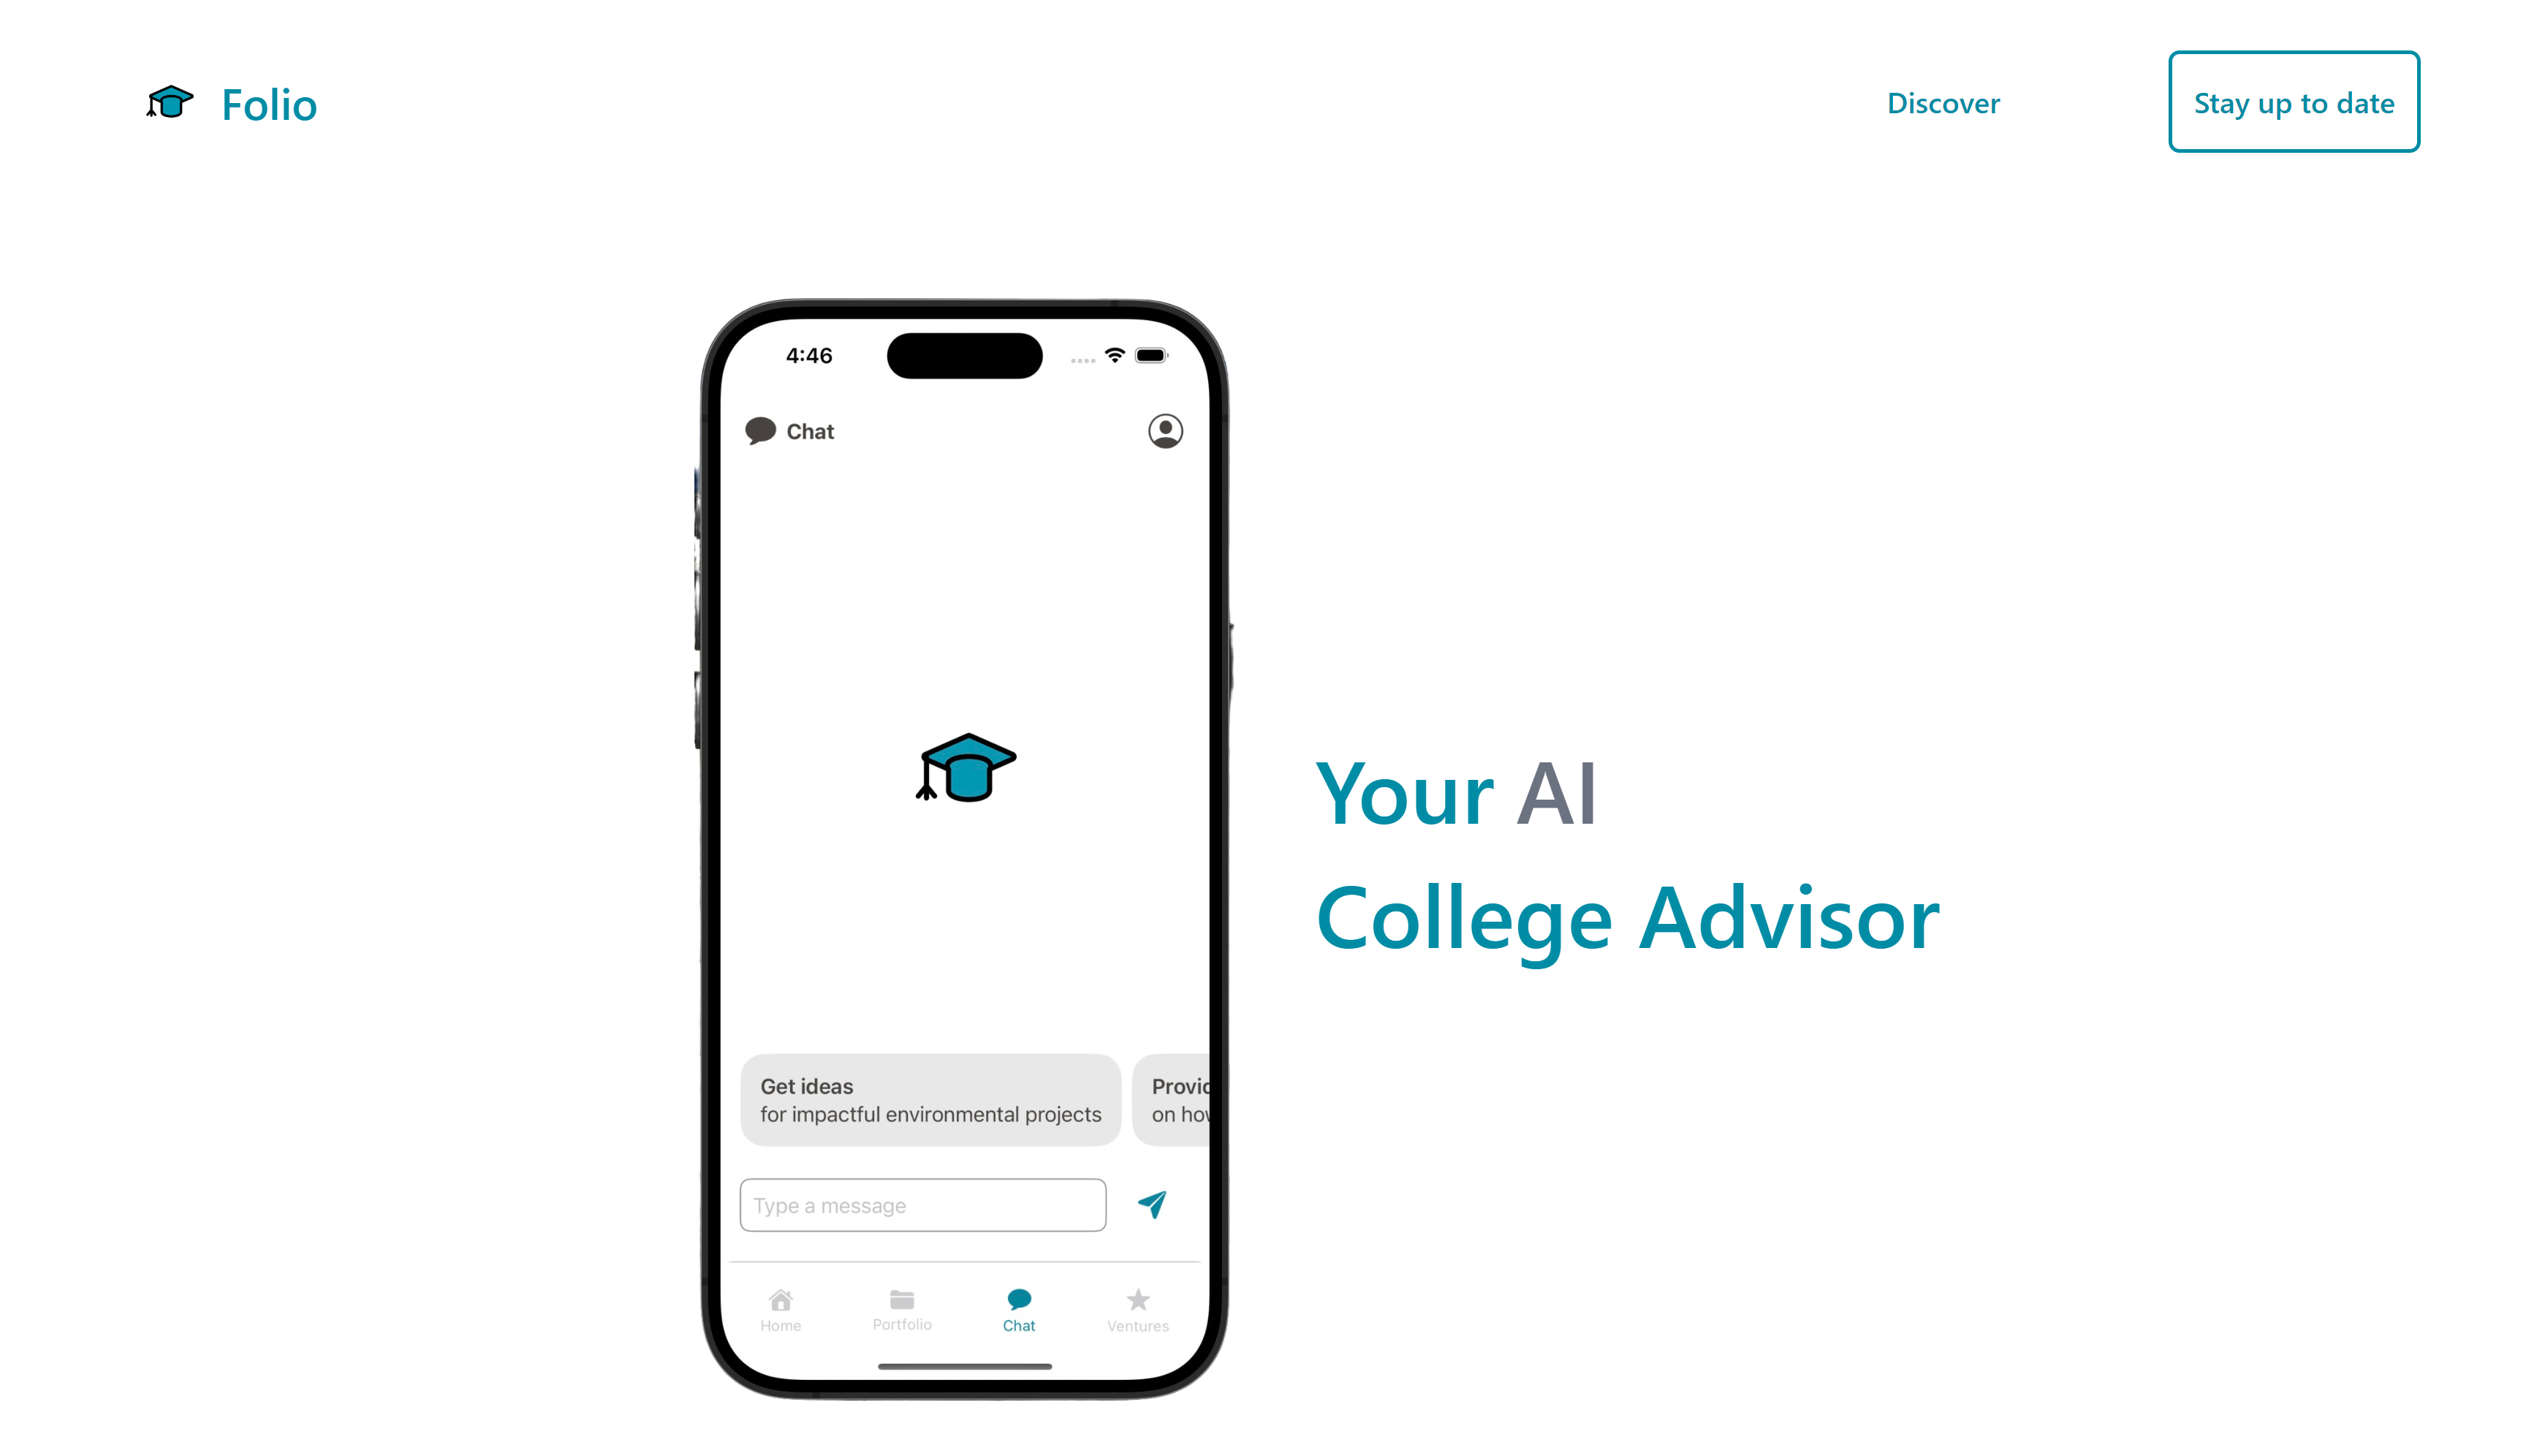 Folio
Discover
Stay up to date
4:46
Chat
Your AI
College Advisor
Get ideas
for impactful environmental projects
on
Type a message
Home
Portfolio
Chat
Ventures